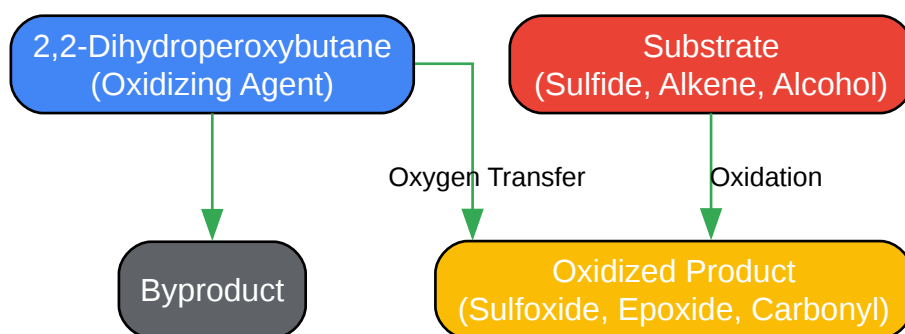 2,2-Dihydroperoxybutane
(Oxidizing Agent)
Substrate
(Sulfide, Alkene, Alcohol)
Oxygen Transfer
Oxidation
Byproduct
Oxidized Product
(Sulfoxide, Epoxide, Carbonyl)